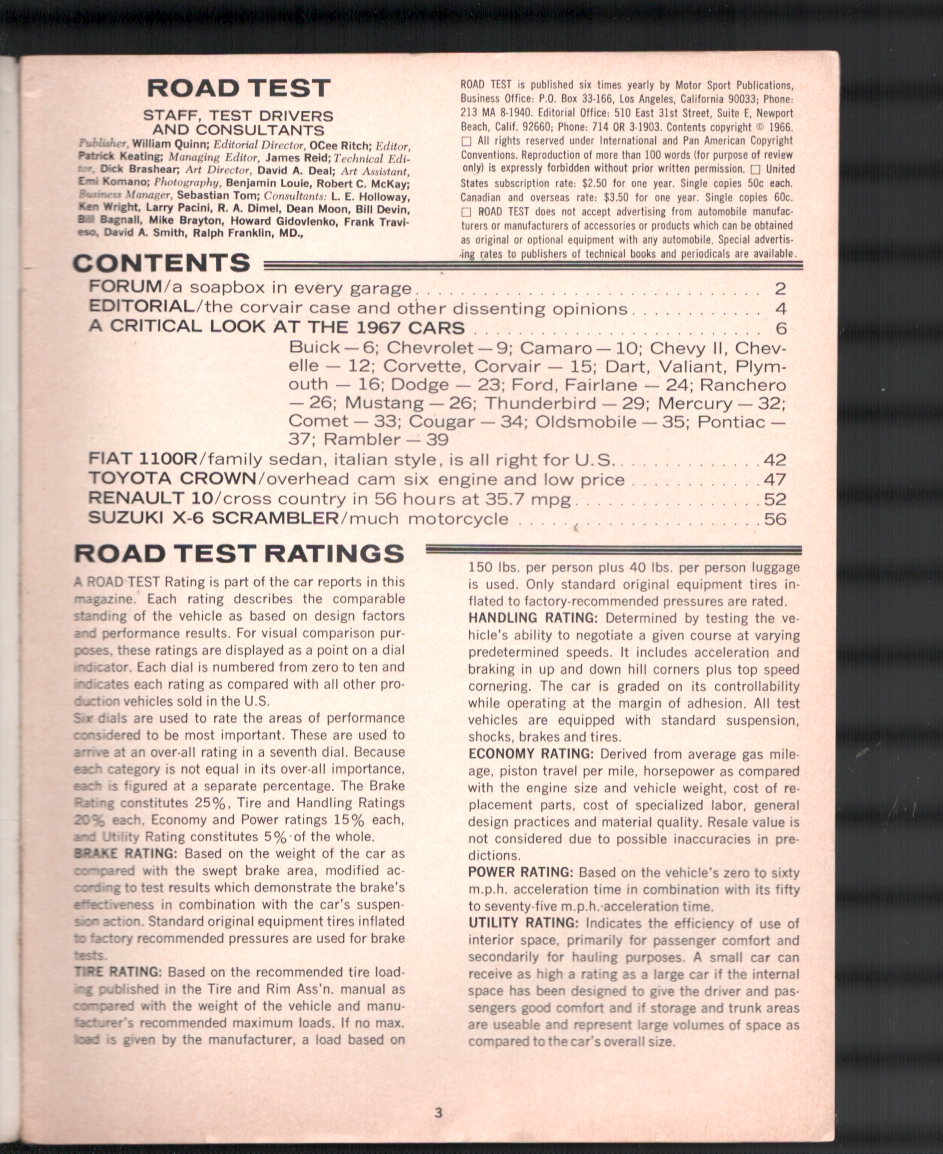 ROAD TEST
STAFF, TEST DRIVERS
AND CONSULTANTS
Publisher, William Quinn; Editorial Director, OCee Ritch; Editor,
Patrick Keating; Managing Editor, James Reid; Technical Edi-
tor, Dick Brashear; Art Director, David A. Deal; Art Assistant,
Emi Komano; Photography, Benjamin Louie, Robert C. McKay;
Business Manager, Sebastian Tom; Consultants: L. E. Holloway,
Ken Wright, Larry Pacini, R. A. Dimel, Dean Moon, Bill Devin,
Bill Bagnall, Mike Brayton, Howard Gidovlenko, Frank Travi-
eso, David A. Smith, Ralph Franklin, MD.,
ROAD TEST is published six times yearly by Motor Sport Publications,
Business Office: P.O. Box 33-166, Los Angeles, California 90033; Phone:
213 MA 8-1940. Editorial Office: 510 East 31st Street, Suite E, Newport
Beach, Calif. 92660; Phone: 714 OR 3-1903. Contents copyright © 1966.
□ All rights reserved under International and Pan American Copyright
Conventions. Reproduction of more than 100 words (for purpose of review
only) is expressly forbidden without prior written permission. □ United
States subscription rate: $2.50 for one year. Single copies 50c each.
Canadian and overseas rate: $3.50 for one year. Single copies 60c.
□ ROAD TEST does not accept advertising from automobile manufac-
turers or manufacturers of accessories or products which can be obtained
as original or optional equipment with any automobile. Special advertis-
ing rates to publishers of technical books and periodicals are available.
CONTENTS
FORUM/a soapbox in every garage. . . . . . . . . . . . . . . . . . . . . . . . . . . . 2
EDITORIAL/the corvair case and other dissenting opinions. . . . . . . . . . . 4
A CRITICAL LOOK AT THE 1967 CARS . . . . . . . . . . . . . . . . . . . . . . . 6
Buick — 6; Chevrolet — 9; Camaro — 10; Chevy II, Chev-
elle — 12; Corvette, Corvair — 15; Dart, Valiant, Plym-
outh — 16; Dodge — 23; Ford, Fairlane — 24; Ranchero
— 26; Mustang — 26; Thunderbird — 29; Mercury — 32;
Comet — 33; Cougar — 34; Oldsmobile — 35; Pontiac —
37; Rambler — 39
FIAT 1100R/family sedan, italian style, is all right for U.S.. . . . . . . . . . . 42
TOYOTA CROWN/overhead cam six engine and low price . . . . . . . . . . 47
RENAULT 10/cross country in 56 hours at 35.7 mpg. . . . . . . . . . . . . . . 52
SUZUKI X-6 SCRAMBLER/much motorcycle . . . . . . . . . . . . . . . . . . . 56
ROAD TEST RATINGS
A ROAD TEST Rating is part of the car reports in this
magazine. Each rating describes the comparable
standing of the vehicle as based on design factors
and performance results. For visual comparison pur-
poses, these ratings are displayed as a point on a dial
indicator. Each dial is numbered from zero to ten and
indicates each rating as compared with all other pro-
duction vehicles sold in the U.S.
Six dials are used to rate the areas of performance
considered to be most important. These are used to
arrive at an over-all rating in a seventh dial. Because
each category is not equal in its over-all importance,
each is figured at a separate percentage. The Brake
Rating constitutes 25%, Tire and Handling Ratings
20% each, Economy and Power ratings 15% each,
and Utility Rating constitutes 5% of the whole.
BRAKE RATING: Based on the weight of the car as
compared with the swept brake area, modified ac-
cording to test results which demonstrate the brake's
effectiveness in combination with the car's suspen-
sion action. Standard original equipment tires inflated
to factory recommended pressures are used for brake
tests.
TIRE RATING: Based on the recommended tire load-
ing published in the Tire and Rim Ass'n. manual as
compared with the weight of the vehicle and manu-
facturer's recommended maximum loads. If no max.
load is given by the manufacturer, a load based on
150 lbs. per person plus 40 lbs. per person luggage
is used. Only standard original equipment tires in-
flated to factory-recommended pressures are rated.
HANDLING RATING: Determined by testing the ve-
hicle's ability to negotiate a given course at varying
predetermined speeds. It includes acceleration and
braking in up and down hill corners plus top speed
cornering. The car is graded on its controllability
while operating at the margin of adhesion. All test
vehicles are equipped with standard suspension,
shocks, brakes and tires.
ECONOMY RATING: Derived from average gas mile-
age, piston travel per mile, horsepower as compared
with the engine size and vehicle weight, cost of re-
placement parts, cost of specialized labor, general
design practices and material quality. Resale value is
not considered due to possible inaccuracies in pre-
dictions.
POWER RATING: Based on the vehicle's zero to sixty
m.p.h. acceleration time in combination with its fifty
to seventy-five m.p.h. acceleration time.
UTILITY RATING: Indicates the efficiency of use of
interior space, primarily for passenger comfort and
secondarily for hauling purposes. A small car can
receive as high a rating as a large car if the internal
space has been designed to give the driver and pas-
sengers good comfort and if storage and trunk areas
are useable and represent large volumes of space as
compared to the car's overall size.
3